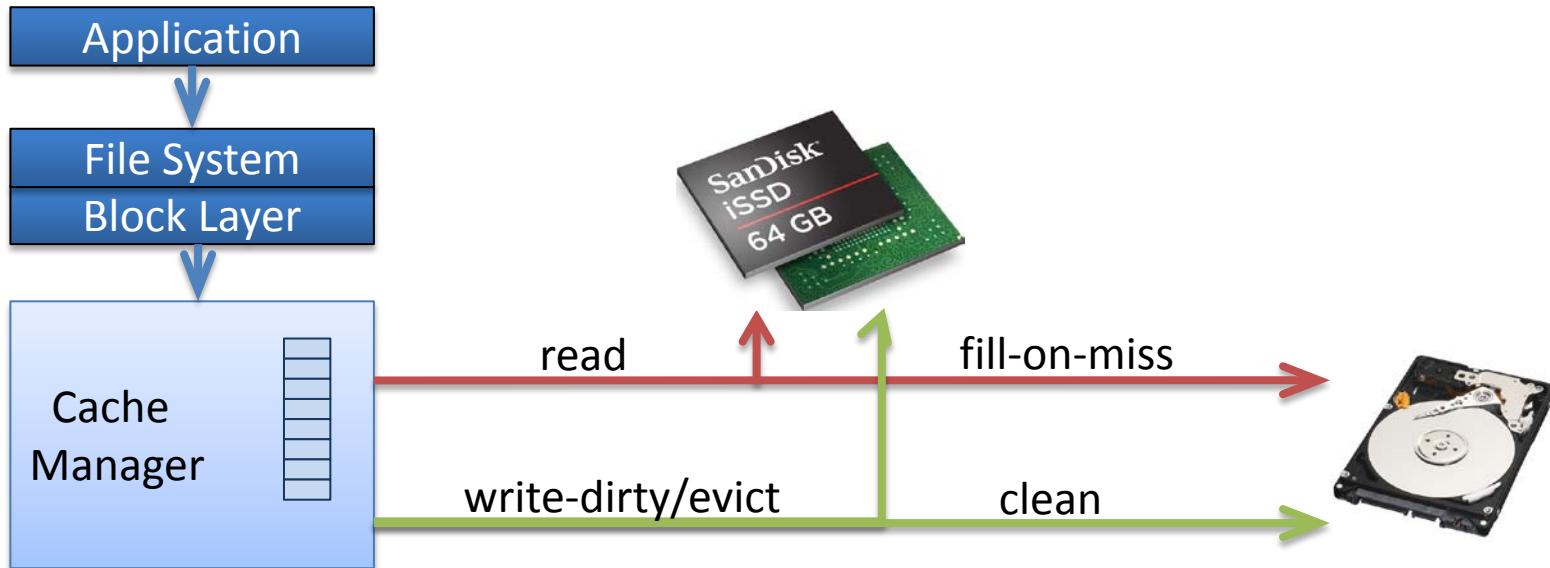 Application
File System
Block Layer
SanDisk
iSSD
64 GB
read
fill-on-miss
Cache
Manager
write-dirty/evict
clean